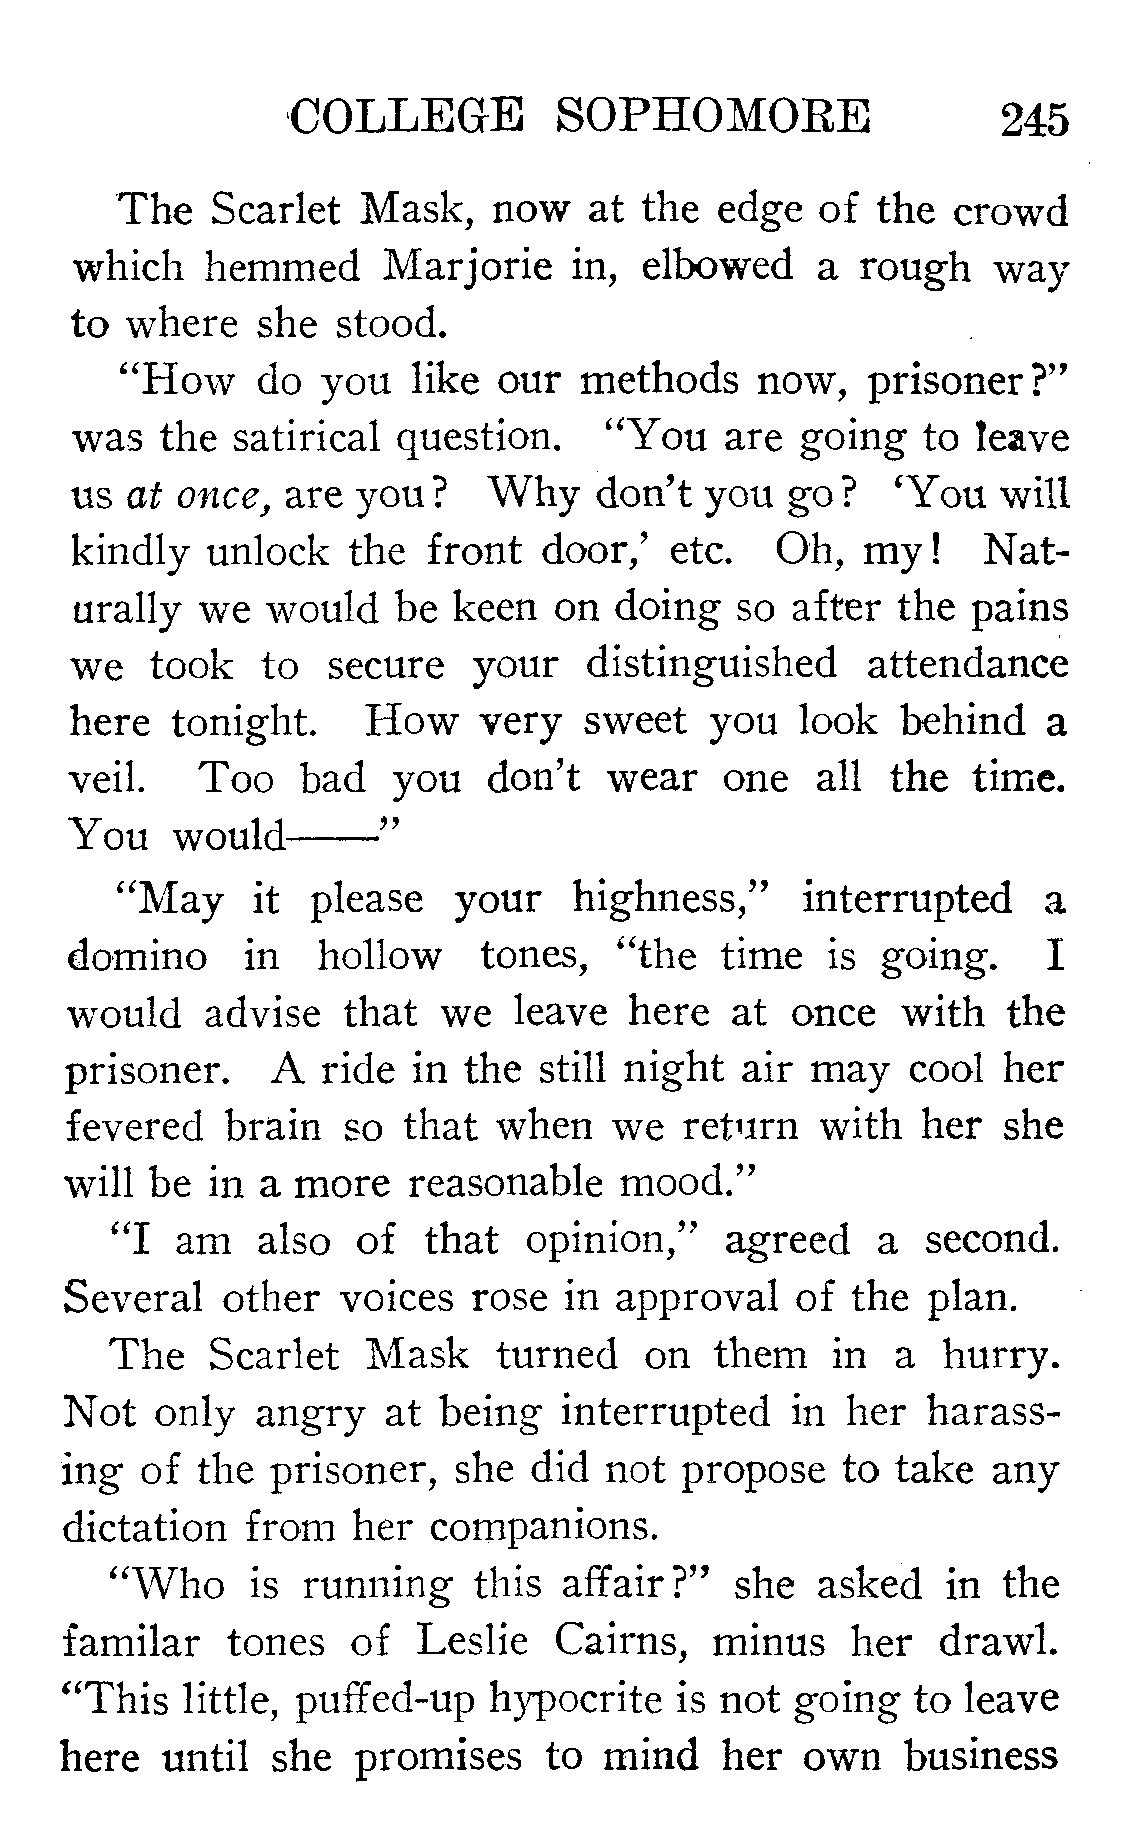 COLLEGE SOPHOMORE 245
The Scarlet Mask, now at the edge of the crowd
which hemmed Marjorie in, elbowed a rough way
to where she stood.
“How do you like our methods now, prisoner?”
was the satirical question. “You are going to leave
us at once, are you? Why don’t you go? ‘You will
kindly unlock the front door,’ etc. Oh, my! Nat-
urally we would be keen on doing so after the pains
we took to secure your distinguished attendance
here tonight. How very sweet you look behind a
veil. Too bad you don’t wear one all the time.
You would——”
“May it please your highness,” interrupted a
domino in hollow tones, “the time is going. I
would advise that we leave here at once with the
prisoner. A ride in the still night air may cool her
fevered brain so that when we return with her she
will be in a more reasonable mood.”
“I am also of that opinion,” agreed a second.
Several other voices rose in approval of the plan.
The Scarlet Mask turned on them in a hurry.
Not only angry at being interrupted in her harass-
ing of the prisoner, she did not propose to take any
dictation from her companions.
“Who is running this affair?” she asked in the
familar tones of Leslie Cairns, minus her drawl.
“This little, puffed-up hypocrite is not going to leave
here until she promises to mind her own business